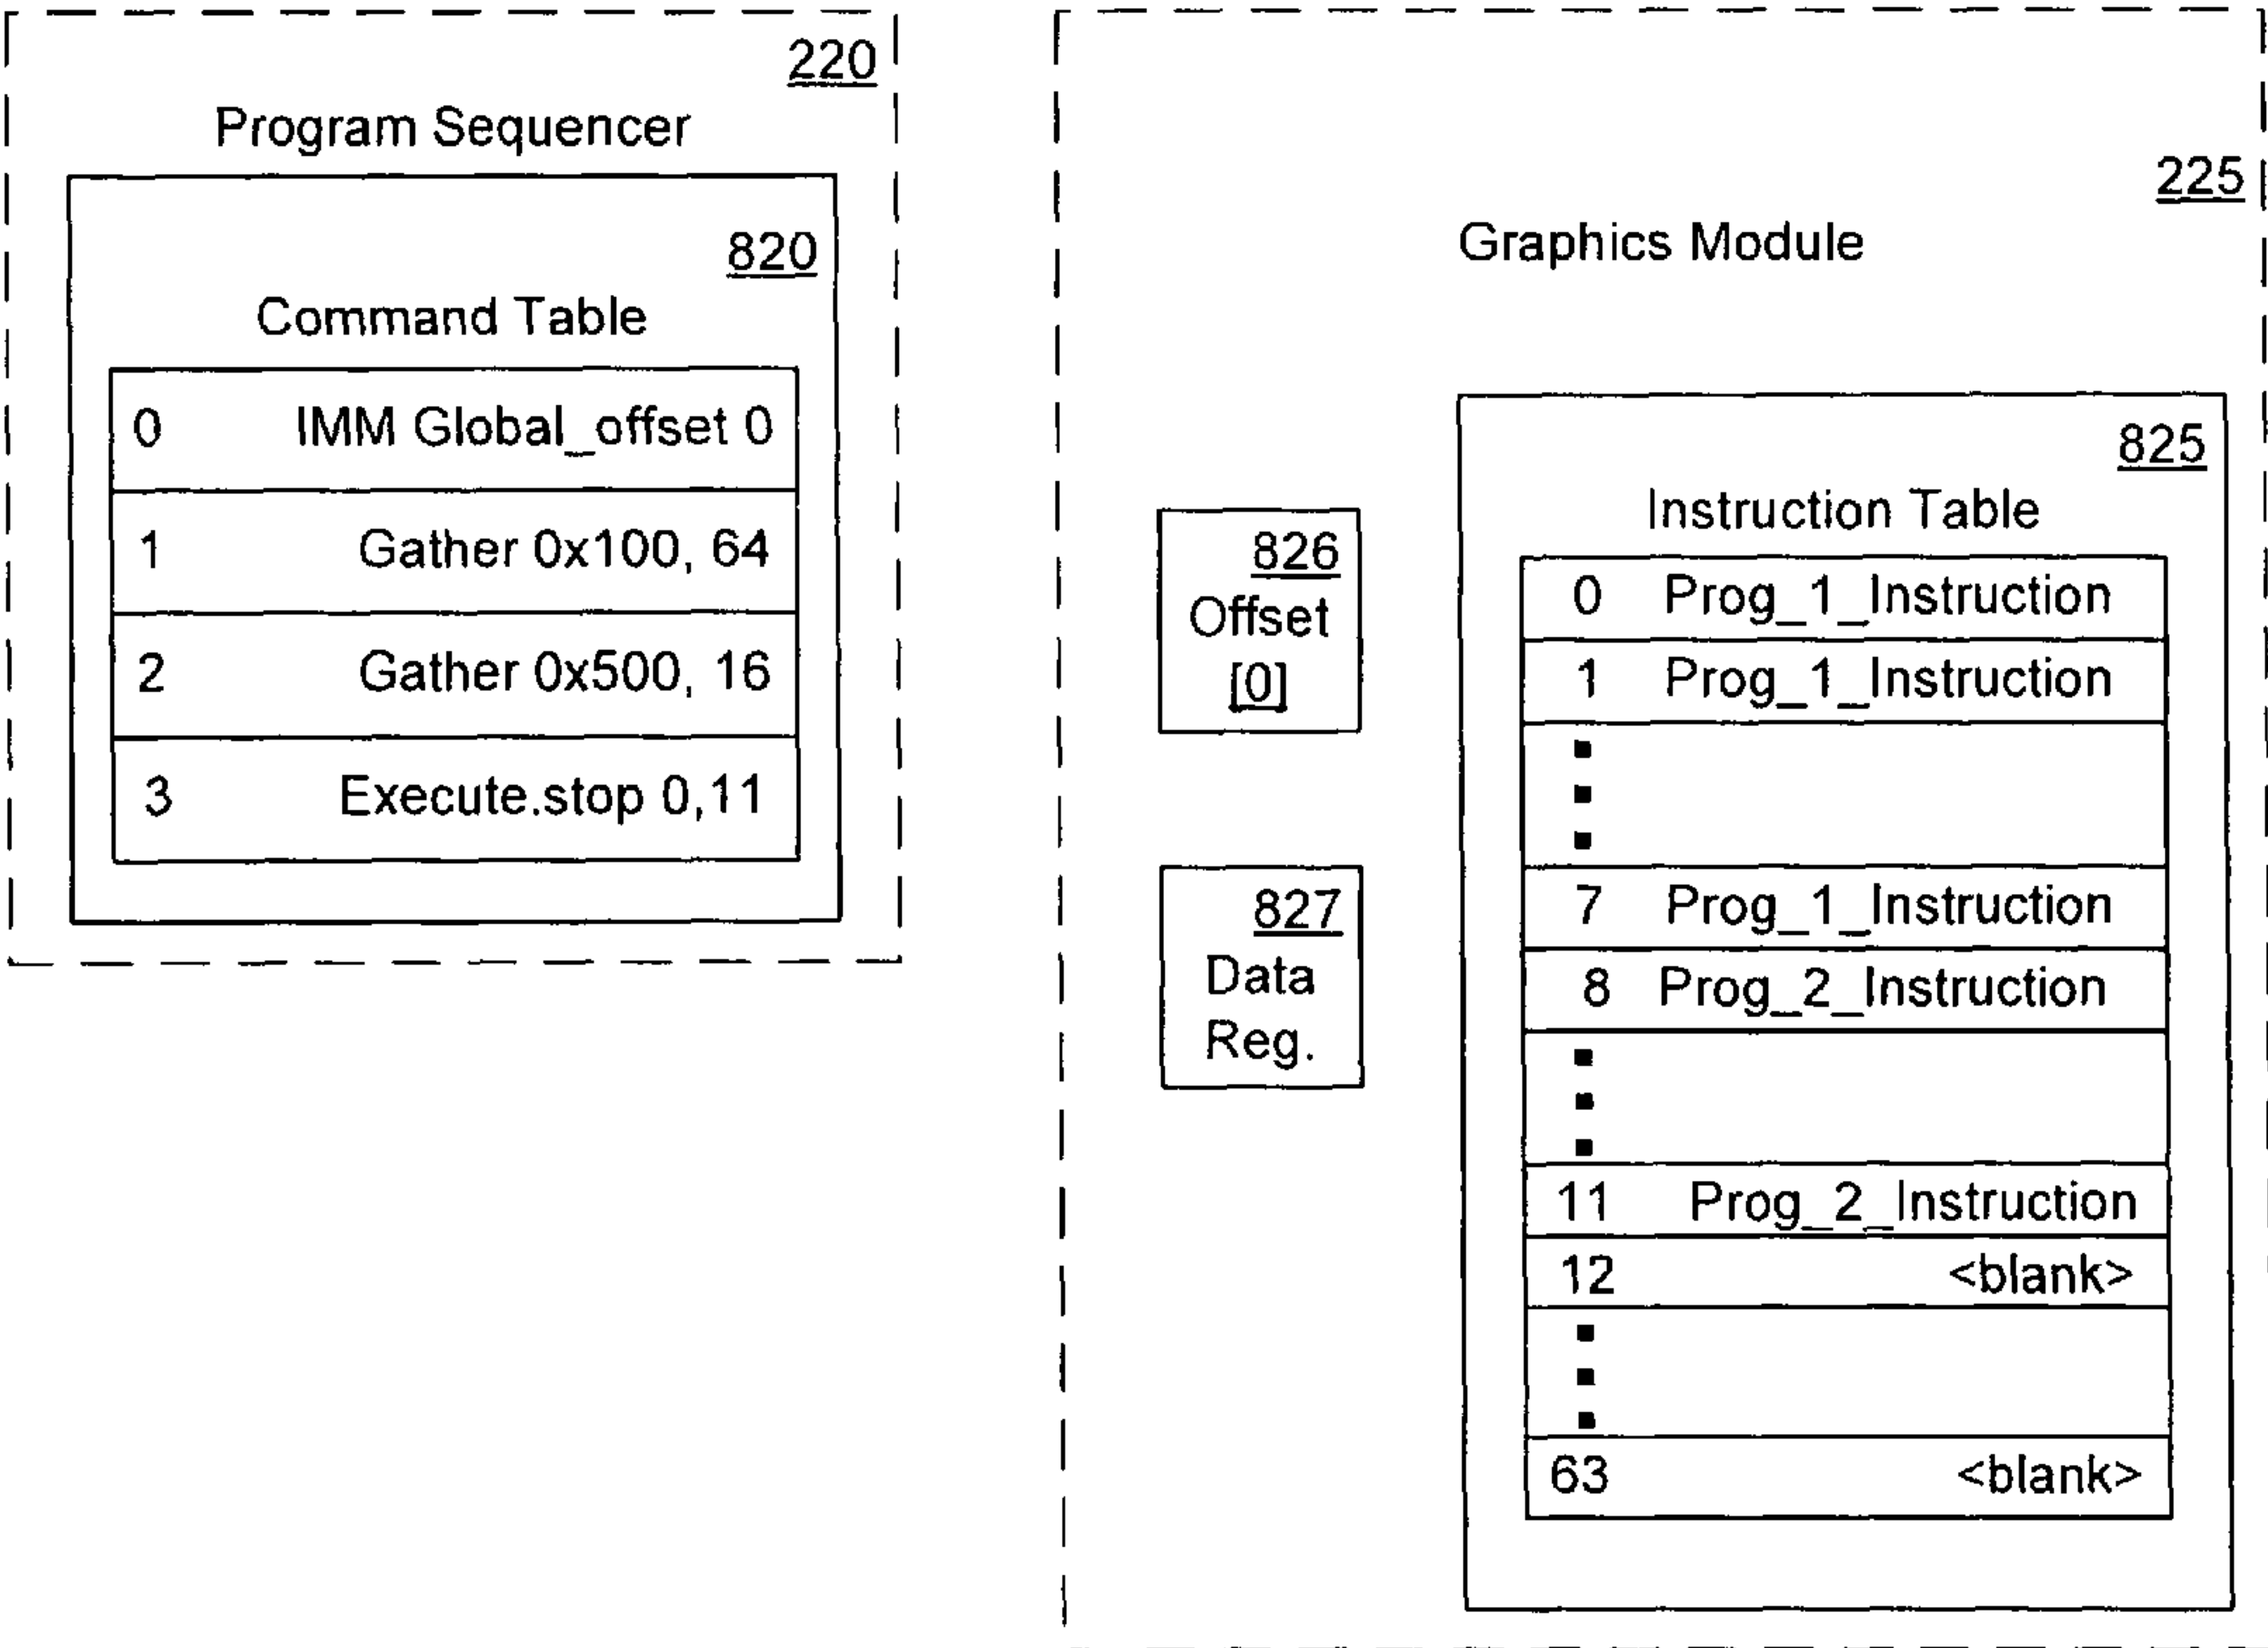 220
Program Sequencer
820
Command Table
0 IMM Global_offset 0
1 Gather 0x100, 64
2 Gather 0x500, 16
3 Execute.stop 0,11
225
Graphics Module
826
Offset
[0]
827
Data
Reg.
825
Instruction Table
0 Prog_1_Instruction
1 Prog_1_Instruction
7 Prog_1_Instruction
8 Prog_2_Instruction
11 Prog_2_Instruction
12 <blank>
63 <blank>